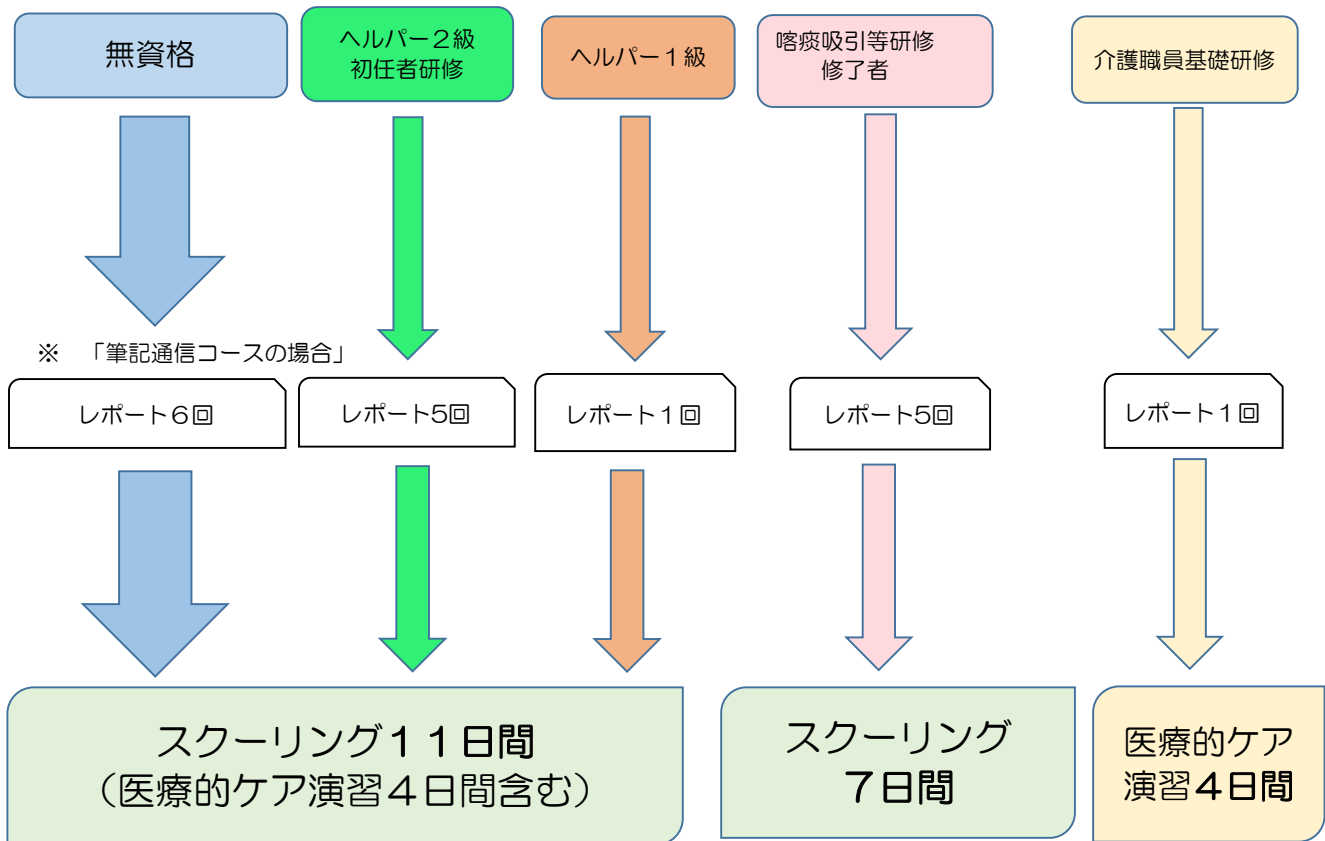 無資格
ヘルパー２級
初任者研修
ヘルパー１級
喀痰吸引等研修
修了者
介護職員基礎研修
※　「筆記通信コースの場合」
レポート６回
レポート5回
レポート１回
レポート5回
レポート１回
スクーリング１１日間
（医療的ケア演習４日間含む）
スクーリング
７日間
医療的ケア
演習４日間